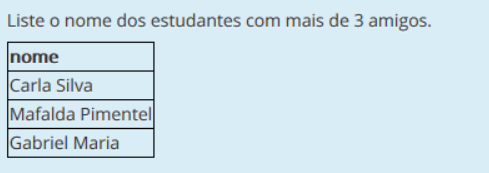 Liste o nome dos estudantes com mais de 3 amigos.
nome
Carla Silva
Mafalda Pimentel
Gabriel Maria